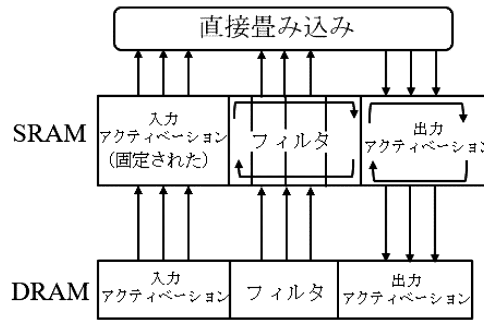 直接畳み込み
SRAM
入力
アクティベーション
(固定された)
フィルタ
出力
アクティベーション
DRAM
入力
アクティベーション
フィルタ
出力
アクティベーション